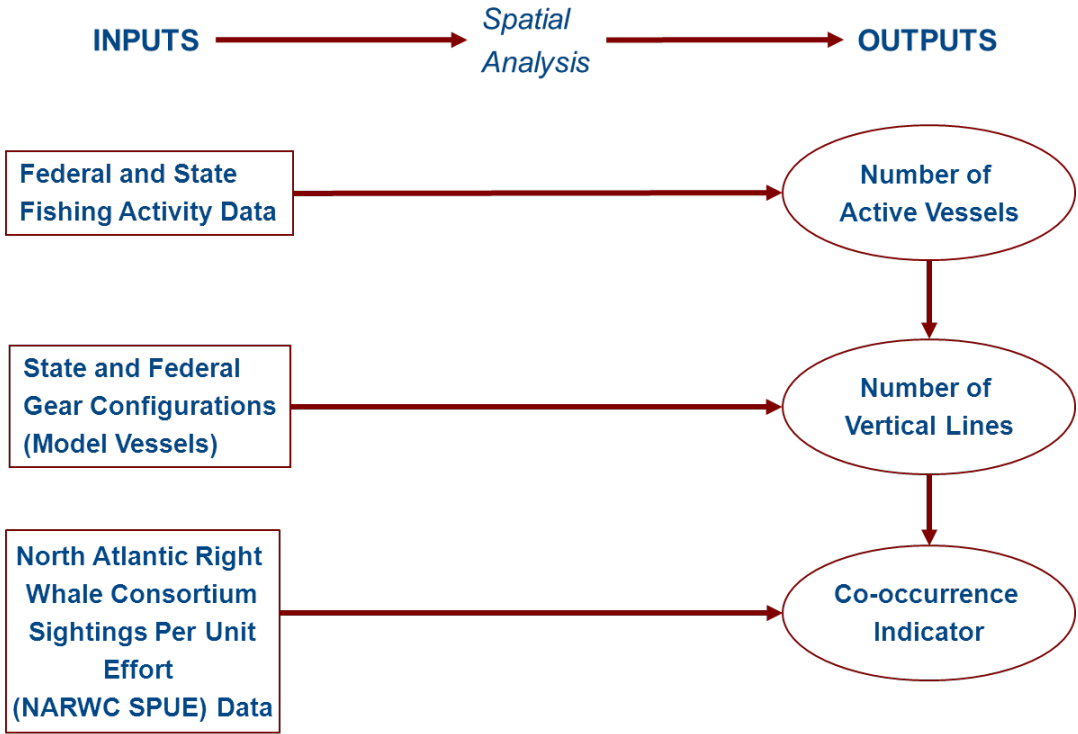 INPUTS
Spatial
Analysis
OUTPUTS
Federal and State
Fishing Activity Data
Number of
Active Vessels
State and Federal
Gear Configurations
(Model Vessels)
Number of
Vertical Lines
North Atlantic Right
Whale Consortium
Sightings Per Unit
Effort
(NARWC SPUE) Data
Co-occurrence
Indicator